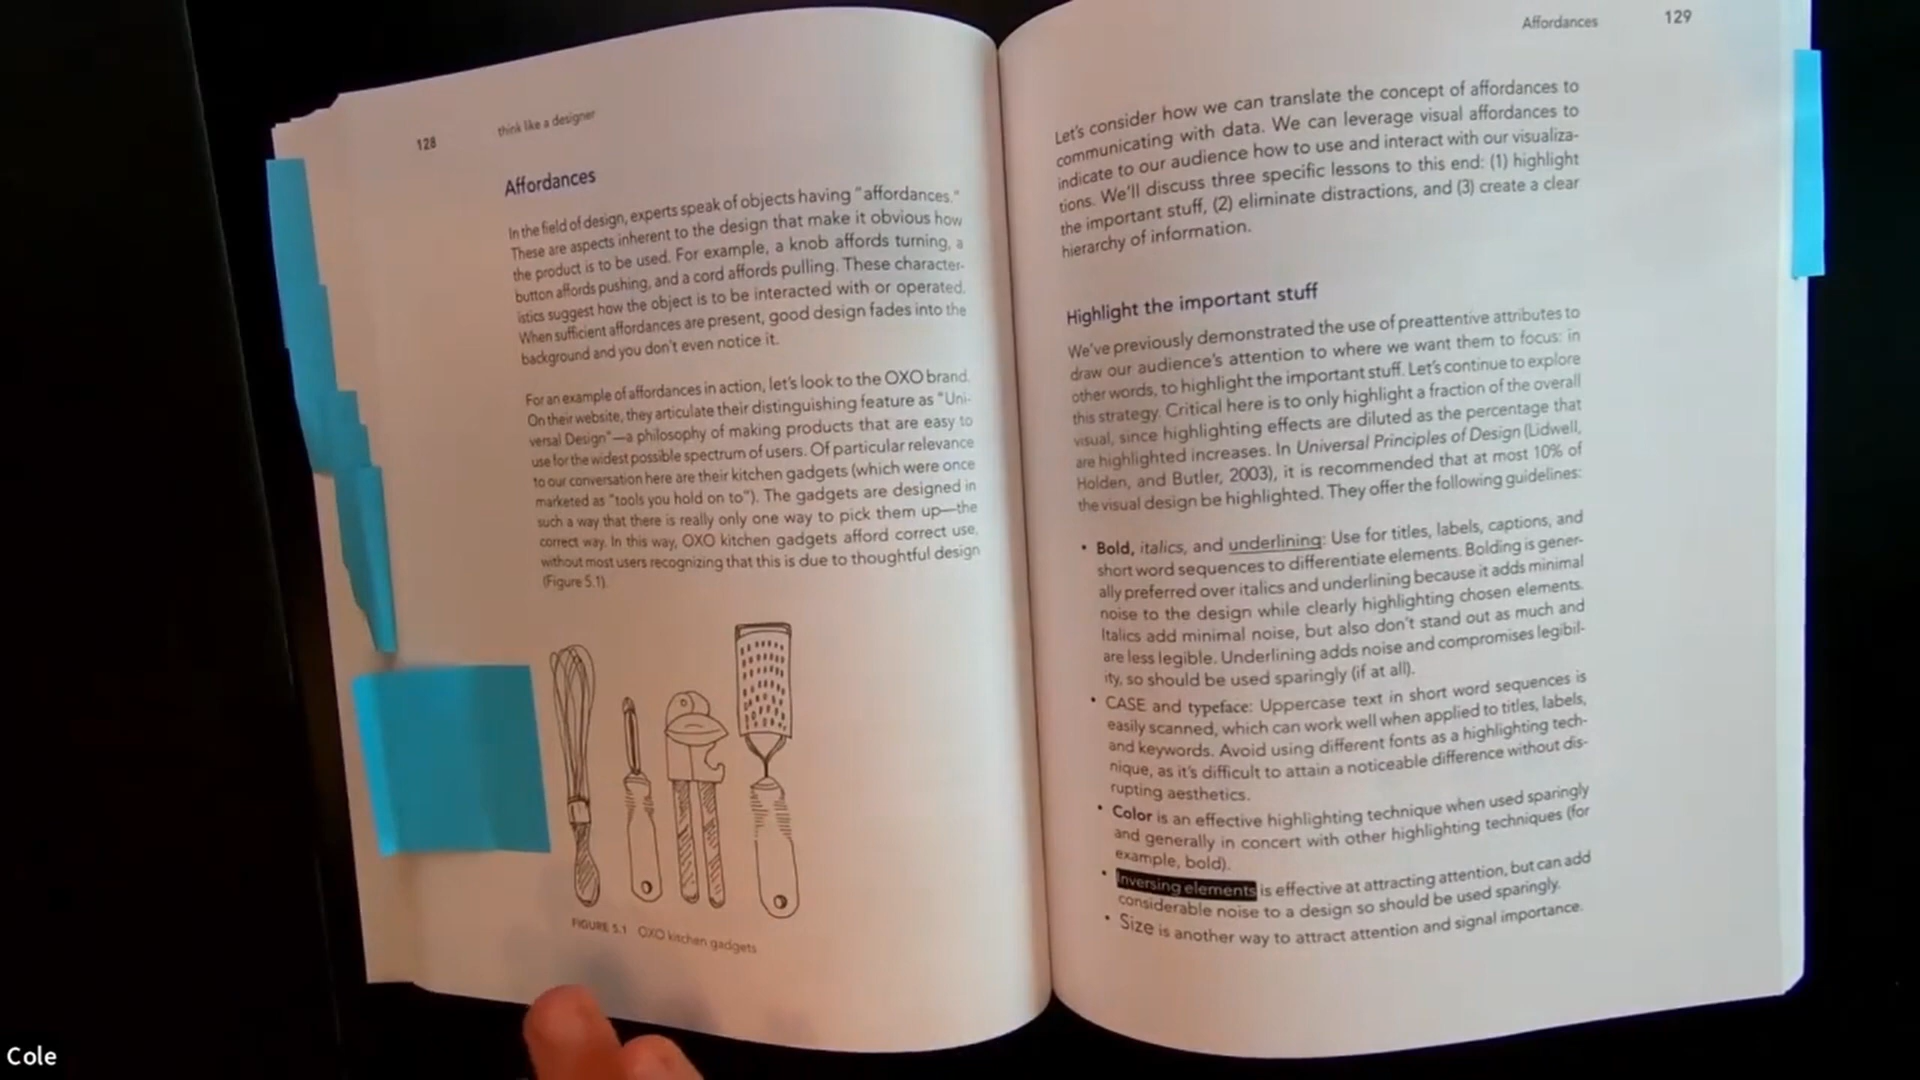 128
think like a designer
Affordances
In the field of design, experts speak of objects having "affordances."
These are aspects inherent to the design that make it obvious how
the product is to be used. For example, a knob affords turning, a
button affords pushing, and a cord affords pulling. These character-
istics suggest how the object is to be interacted with or operated.
When sufficient affordances are present, good design fades into the
background and you don't even notice it.
For an example of affordances in action, let's look to the OXO brand.
On their website, they articulate their distinguishing feature as "Uni-
versal Design"—a philosophy of making products that are easy to
use for the widest possible spectrum of users. Of particular relevance
to our conversation here are their kitchen gadgets (which were once
marketed as "tools you hold on to"). The gadgets are designed in
such a way that there is really only one way to pick them up—the
correct way. In this way, OXO kitchen gadgets afford correct use,
without most users recognizing that this is due to thoughtful design
(Figure 5.1).
FIGURE 5.1 OXO kitchen gadgets
Affordances 129
Let's consider how we can translate the concept of affordances to
communicating with data. We can leverage visual affordances to
indicate to our audience how to use and interact with our visualiza-
tions. We'll discuss three specific lessons to this end: (1) highlight
the important stuff, (2) eliminate distractions, and (3) create a clear
hierarchy of information.
Highlight the important stuff
We've previously demonstrated the use of preattentive attributes to
draw our audience's attention to where we want them to focus: in
other words, to highlight the important stuff. Let's continue to explore
this strategy. Critical here is to only highlight a fraction of the overall
visual, since highlighting effects are diluted as the percentage that
are highlighted increases. In Universal Principles of Design (Lidwell,
Holden, and Butler, 2003), it is recommended that at most 10% of
the visual design be highlighted. They offer the following guidelines:
• Bold, italics, and underlining: Use for titles, labels, captions, and
short word sequences to differentiate elements. Bolding is gener-
ally preferred over italics and underlining because it adds minimal
noise to the design while clearly highlighting chosen elements.
Italics add minimal noise, but also don't stand out as much and
are less legible. Underlining adds noise and compromises legibil-
ity, so should be used sparingly (if at all).
• CASE and typeface: Uppercase text in short word sequences is
easily scanned, which can work well when applied to titles, labels,
and keywords. Avoid using different fonts as a highlighting tech-
nique, as it's difficult to attain a noticeable difference without dis-
rupting aesthetics.
• Color is an effective highlighting technique when used sparingly
and generally in concert with other highlighting techniques (for
example, bold).
• Inversing elements is effective at attracting attention, but can add
considerable noise to a design so should be used sparingly.
• Size is another way to attract attention and signal importance.
Cole